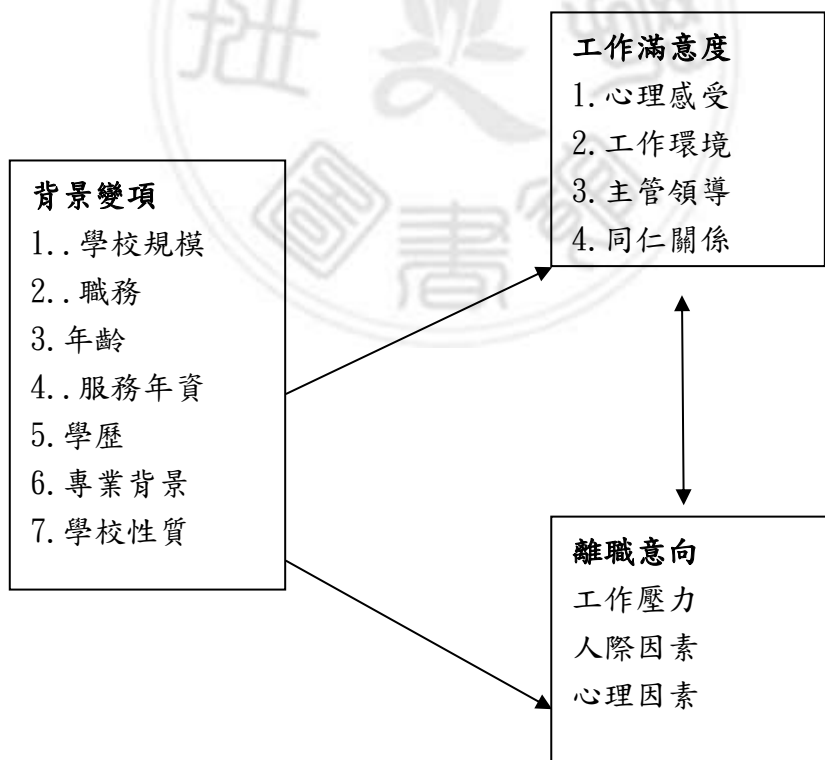 工作滿意度
1.心理感受
2.工作環境
3.主管領導
4.同仁關係
背景變項
1..學校規模
2..職務
3.年齡
4..服務年資
5.學歷
6.專業背景
7.學校性質
離職意向
工作壓力
人際因素
心理因素
書